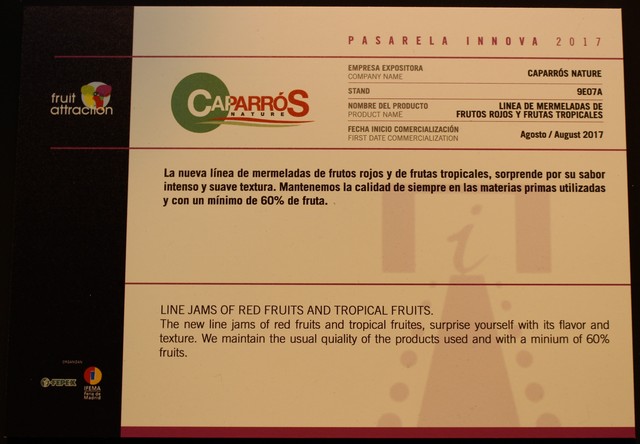 PASARELA INNOVA 2017
fruit
attraction
CAPARRÓS
NATURE
EMPRESA EXPOSITORA
COMPANY NAME
CAPARRÓS NATURE
STAND
9E07A
NOMBRE DEL PRODUCTO
PRODUCT NAME
LINEA DE MERMELADAS DE
FRUTOS ROJOS Y FRUTAS TROPICALES
FECHA INICIO COMERCIALIZACIÓN
FIRST DATE COMMERCIALIZATION
Agosto / August 2017
La nueva línea de mermeladas de frutos rojos y de frutas tropicales, sorprende por su sabor
intenso y suave textura. Mantenemos la calidad de siempre en las materias primas utilizadas
y con un mínimo de 60% de fruta.
LINE JAMS OF RED FRUITS AND TROPICAL FRUITS.
The new line jams of red fruits and tropical fruites, surprise yourself with its flavor and
texture. We maintain the usual quiality of the products used and with a minium of 60%
fruits.
FEPEX
IFEMA
Feria de
Madrid